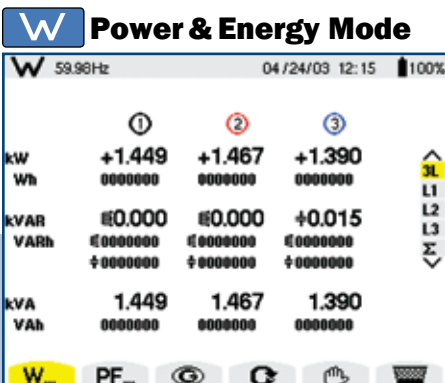 W Power & Energy Mode
W 59.98Hz 04/24/03 12:15 100%
1 2 3
kW +1.449 +1.467 +1.390
Wh 0000000 0000000 0000000
3L
L1
L2
L3
Σ
kVAR 0.000 0.000 +0.015
VARh 0000000 0000000 0000000
0000000 0000000 0000000
kVA 1.449 1.467 1.390
VAh 0000000 0000000 0000000
W... PF... G